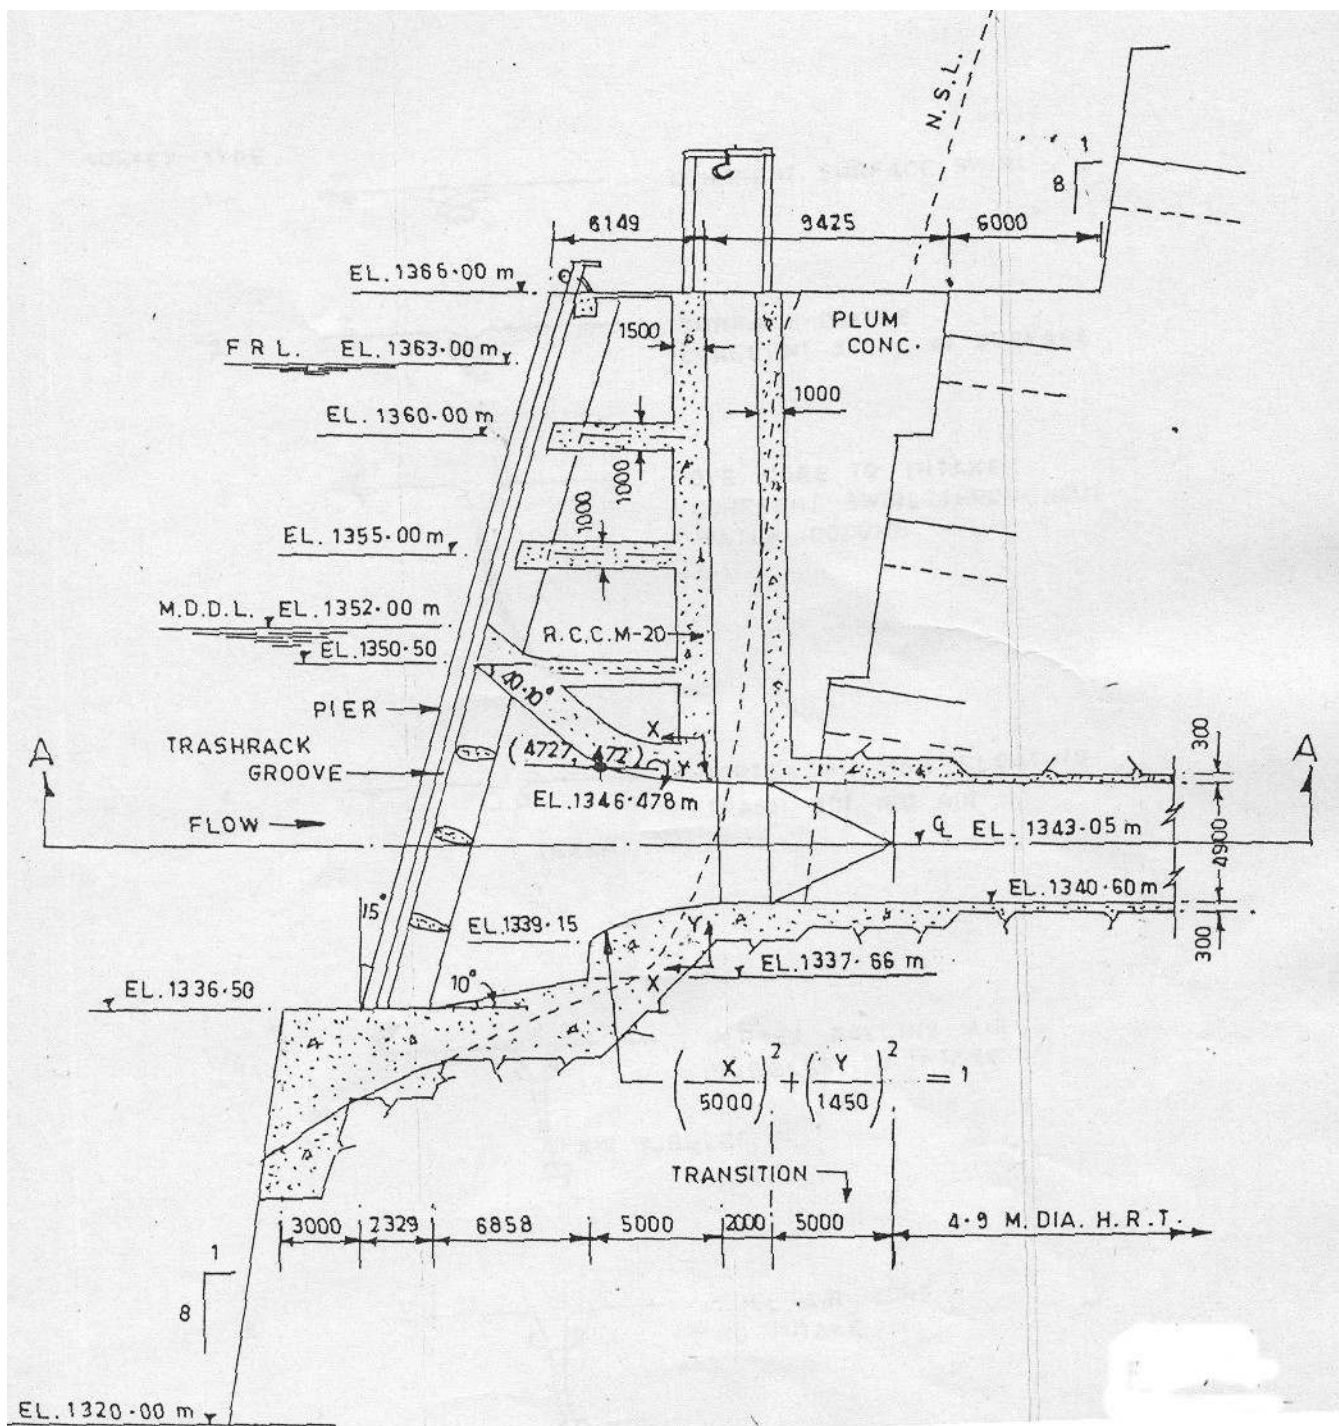 N.S.L.
1
8
6149
9425
6000
EL.1366·00 m
PLUM
CONC.
1500
F R L. EL.1363·00 m
1000
EL.1360·00 m
1000
1000
EL.1355·00 m
M.D.D.L. EL.1352·00 m
R.C.C.M-20
EL.1350·50
40·10°
PIER
X
TRASHRACK
GROOVE
(4727, 472)
Y
300
A
A
EL.1346·478 m
FLOW
℄ EL. 1343·05 m
4900
EL.1340·60 m
15°
EL.1339·15
Y
300
EL.1337·66 m
X
10°
EL.1336·50
(X/5000)² + (Y/1450)² = 1
TRANSITION
3000
2329
6858
5000
2000
5000
4·9 M. DIA. H.R.T.
1
8
EL.1320·00 m